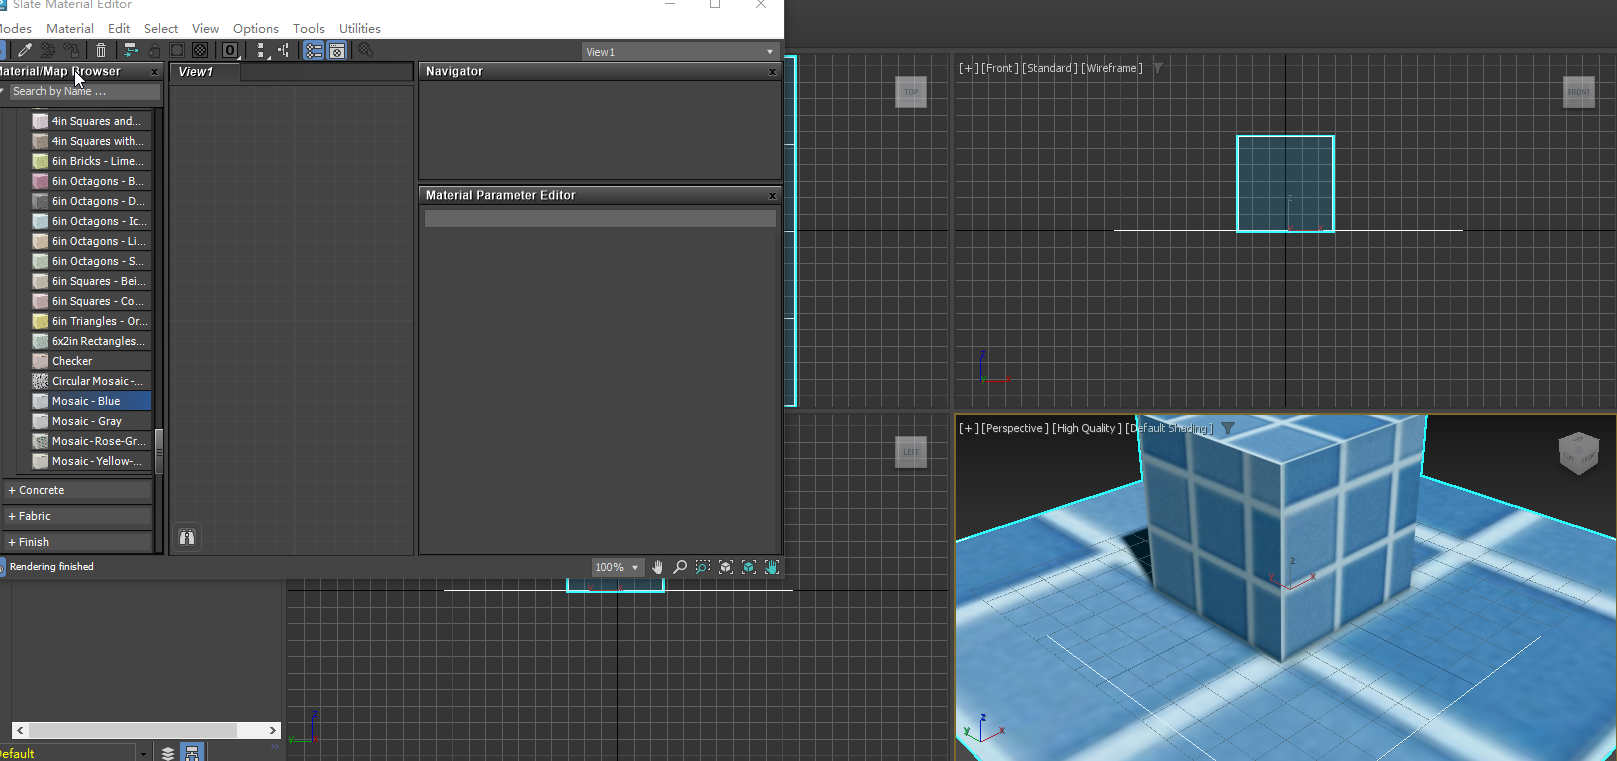 Slate Material Editor
Modes Material Edit Select View Options Tools Utilities
0
View1
Material/Map Browser x
Search by Name ...
4in Squares and...
4in Squares with...
6in Bricks - Lime...
6in Octagons - B...
6in Octagons - D...
6in Octagons - Ic...
6in Octagons - Li...
6in Octagons - S...
6in Squares - Bei...
6in Squares - Co...
6in Triangles - Or...
6x2in Rectangles...
Checker
Circular Mosaic -...
Mosaic - Blue
Mosaic - Gray
Mosaic-Rose-Gr...
Mosaic - Yellow-...
+ Concrete
+ Fabric
+ Finish
Rendering finished
View1
Navigator x
Material Parameter Editor x
100%
TOP
[+] [Front] [Standard] [Wireframe]
FRONT
z
z
y
x
LEFT
z
y
[+] [Perspective] [High Quality] [Default Shading]
z
x
z
y
x
Default